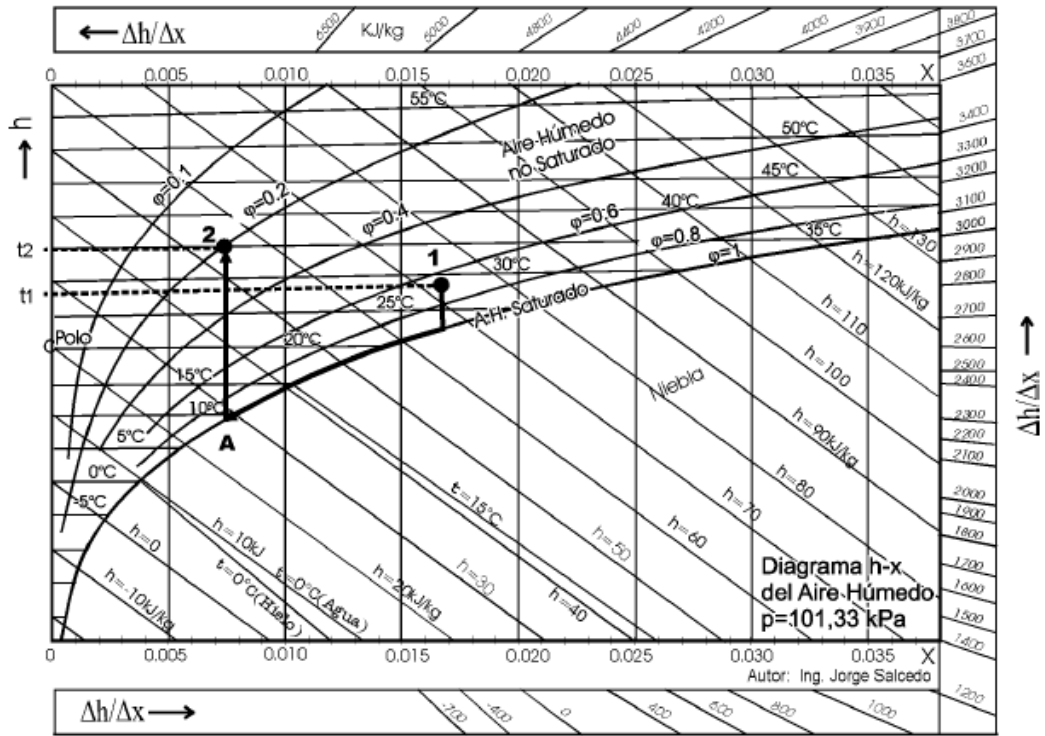 ← Δh/Δx
6500
KJ/kg
5000
4800
4400
4200
4000
3900
3800
3700
3600
0
0.005
0.010
0.015
0.020
0.025
0.030
0.035
X
h →
55°C
Aire Húmedo
nò Saturado
50°C
3400
φ=0.1
φ=0.2
φ=0.4
φ=0.6
φ=0.8
φ=1
45°C
3300
3200
40°C
3100
35°C
3000
h=130
2900
t2
2
1
30°C
2800
h=120kJ/kg
t1
25°C
A.H. Saturado
2700
h=110
Polo
20°C
2600
h=100
15°C
Niebla
2500
2400
10°C
A
h=90kJ/kg
2300
5°C
2200
2100
0°C
h=80
-5°C
t=15°C
h=70
2000
1900
h=0
h=10kJ
h=50
h=60
1800
h=-10kJ/kg
t=0°C(Hielo)
t=0°C(Agua)
h=20kJ/kg
h=30
h=40
Diagrama h-x
del Aire Húmedo
p=101,33 kPa
1700
1600
1500
1400
Δh/Δx →
0
0.005
0.010
0.015
0.020
0.025
0.030
0.035
X
Autor: Ing. Jorge Salcedo
Δh/Δx →
-700
-400
0
400
600
800
1000
1200